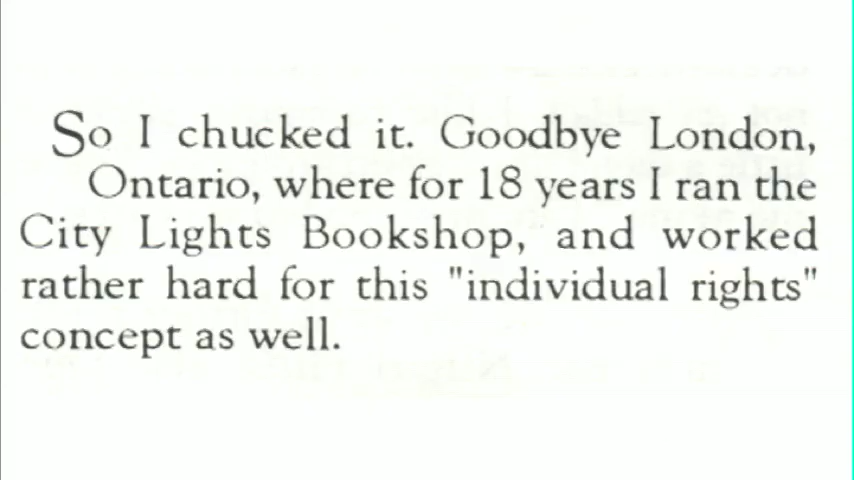 So I chucked it. Goodbye London,
Ontario, where for 18 years I ran the
City Lights Bookshop, and worked
rather hard for this "individual rights"
concept as well.